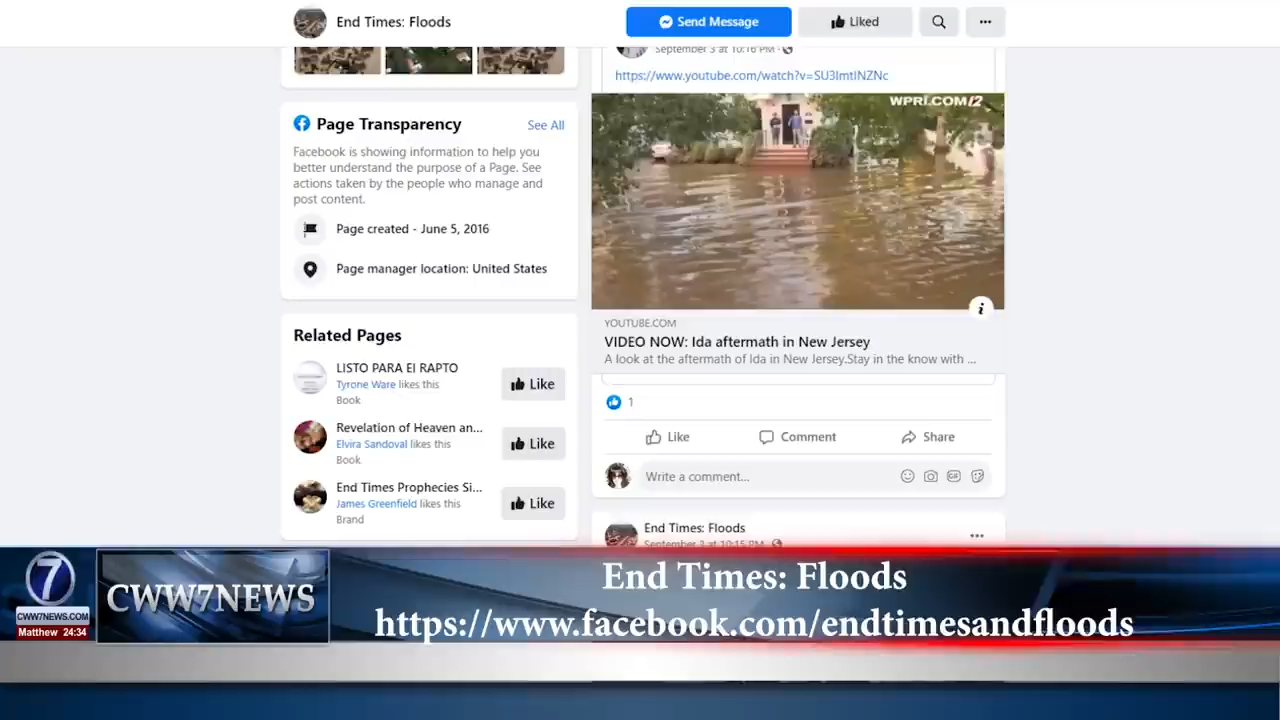 End Times: Floods
Send Message
Liked
September 3 at 10:16 PM
https://www.youtube.com/watch?v=SU3ImtINZNc
WPRI.COM 12
Page Transparency
See All
Facebook is showing information to help you
better understand the purpose of a Page. See
actions taken by the people who manage and
post content.
Page created - June 5, 2016
Page manager location: United States
YOUTUBE.COM
VIDEO NOW: Ida aftermath in New Jersey
A look at the aftermath of Ida in New Jersey.Stay in the know with ...
1
Like
Comment
Share
Write a comment...
GIF
Related Pages
LISTO PARA El RAPTO
Tyrone Ware likes this
Book
Like
Revelation of Heaven an...
Elvira Sandoval likes this
Book
Like
End Times Prophecies Si...
James Greenfield likes this
Brand
Like
End Times: Floods
September 3 at 10:15 PM
7
CWW7NEWS.COM
Matthew 24:34
CWW7NEWS
End Times: Floods
https://www.facebook.com/endtimesandfloods